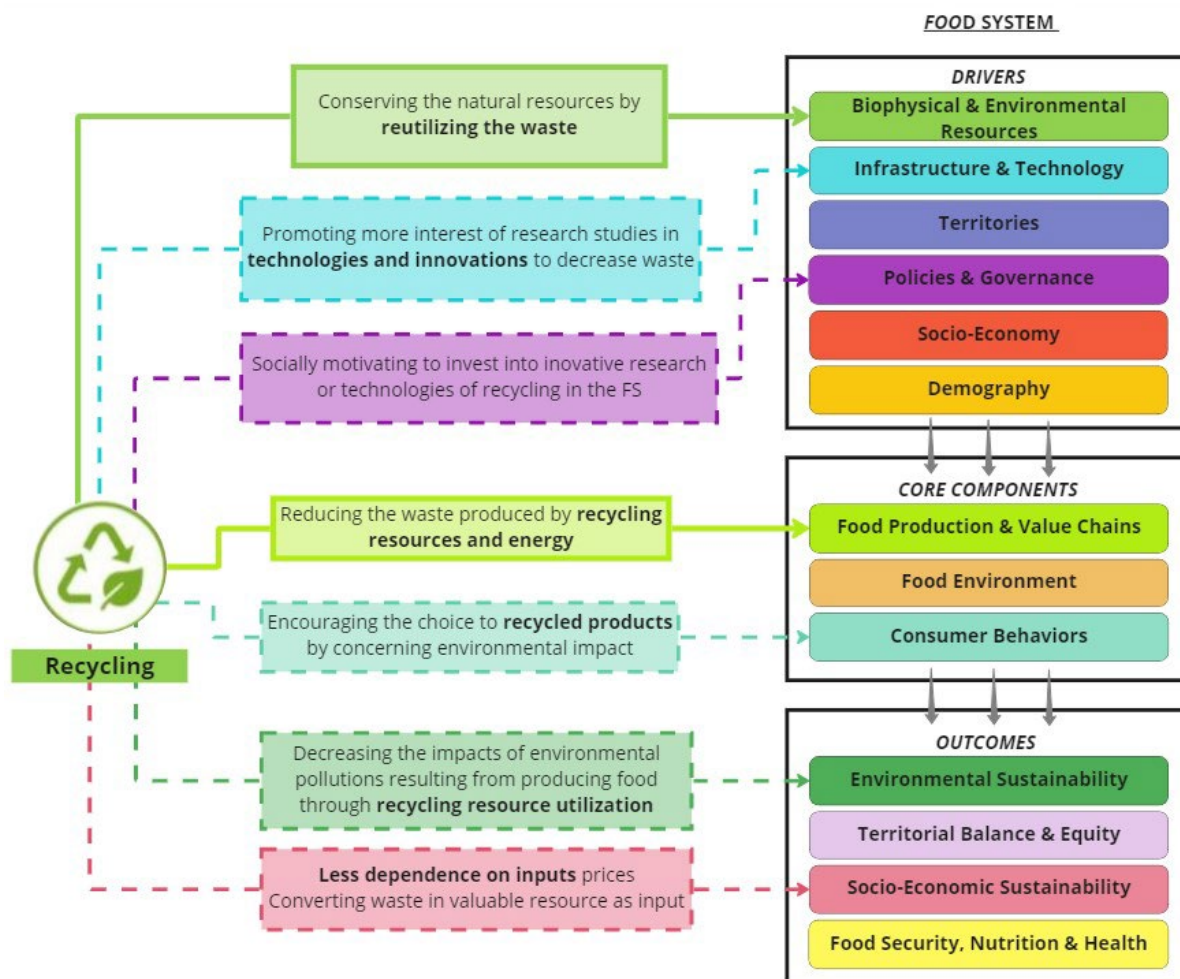 FOOD SYSTEM
DRIVERS
Conserving the natural resources by
reutilizing the waste
Biophysical & Environmental
Resources
Infrastructure & Technology
Promoting more interest of research studies in
technologies and innovations to decrease waste
Territories
Policies & Governance
Socially motivating to invest into inovative research
or technologies of recycling in the FS
Socio-Economy
Demography
CORE COMPONENTS
Reducing the waste produced by recycling
resources and energy
Food Production & Value Chains
Food Environment
Encouraging the choice to recycled products
by concerning environmental impact
Consumer Behaviors
Recycling
OUTCOMES
Decreasing the impacts of environmental
pollutions resulting from producing food
through recycling resource utilization
Environmental Sustainability
Territorial Balance & Equity
Less dependence on inputs prices
Converting waste in valuable resource as input
Socio-Economic Sustainability
Food Security, Nutrition & Health